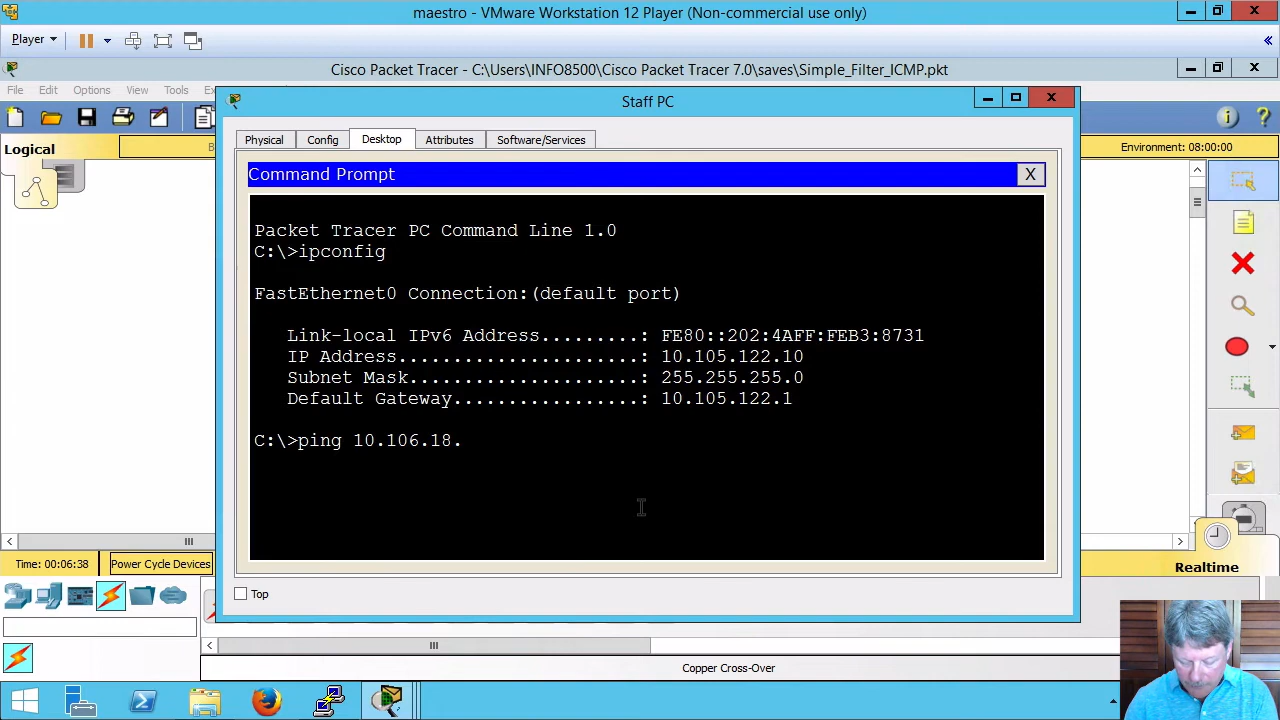 maestro - VMware Workstation 12 Player (Non-commercial use only)
Player
Cisco Packet Tracer - C:\Users\INFO8500\Cisco Packet Tracer 7.0\saves\Simple_Filter_ICMP.pkt
File Edit Options View Tools
Staff PC
Physical Config Desktop Attributes Software/Services
Logical
Environment: 08:00:00
Command Prompt
X
Packet Tracer PC Command Line 1.0
C:\>ipconfig
FastEthernet0 Connection:(default port)
Link-local IPv6 Address.........: FE80::202:4AFF:FEB3:8731
IP Address......................: 10.105.122.10
Subnet Mask.....................: 255.255.255.0
Default Gateway.................: 10.105.122.1
C:\>ping 10.106.18.
Time: 00:06:38
Power Cycle Devices
Realtime
Top
Copper Cross-Over